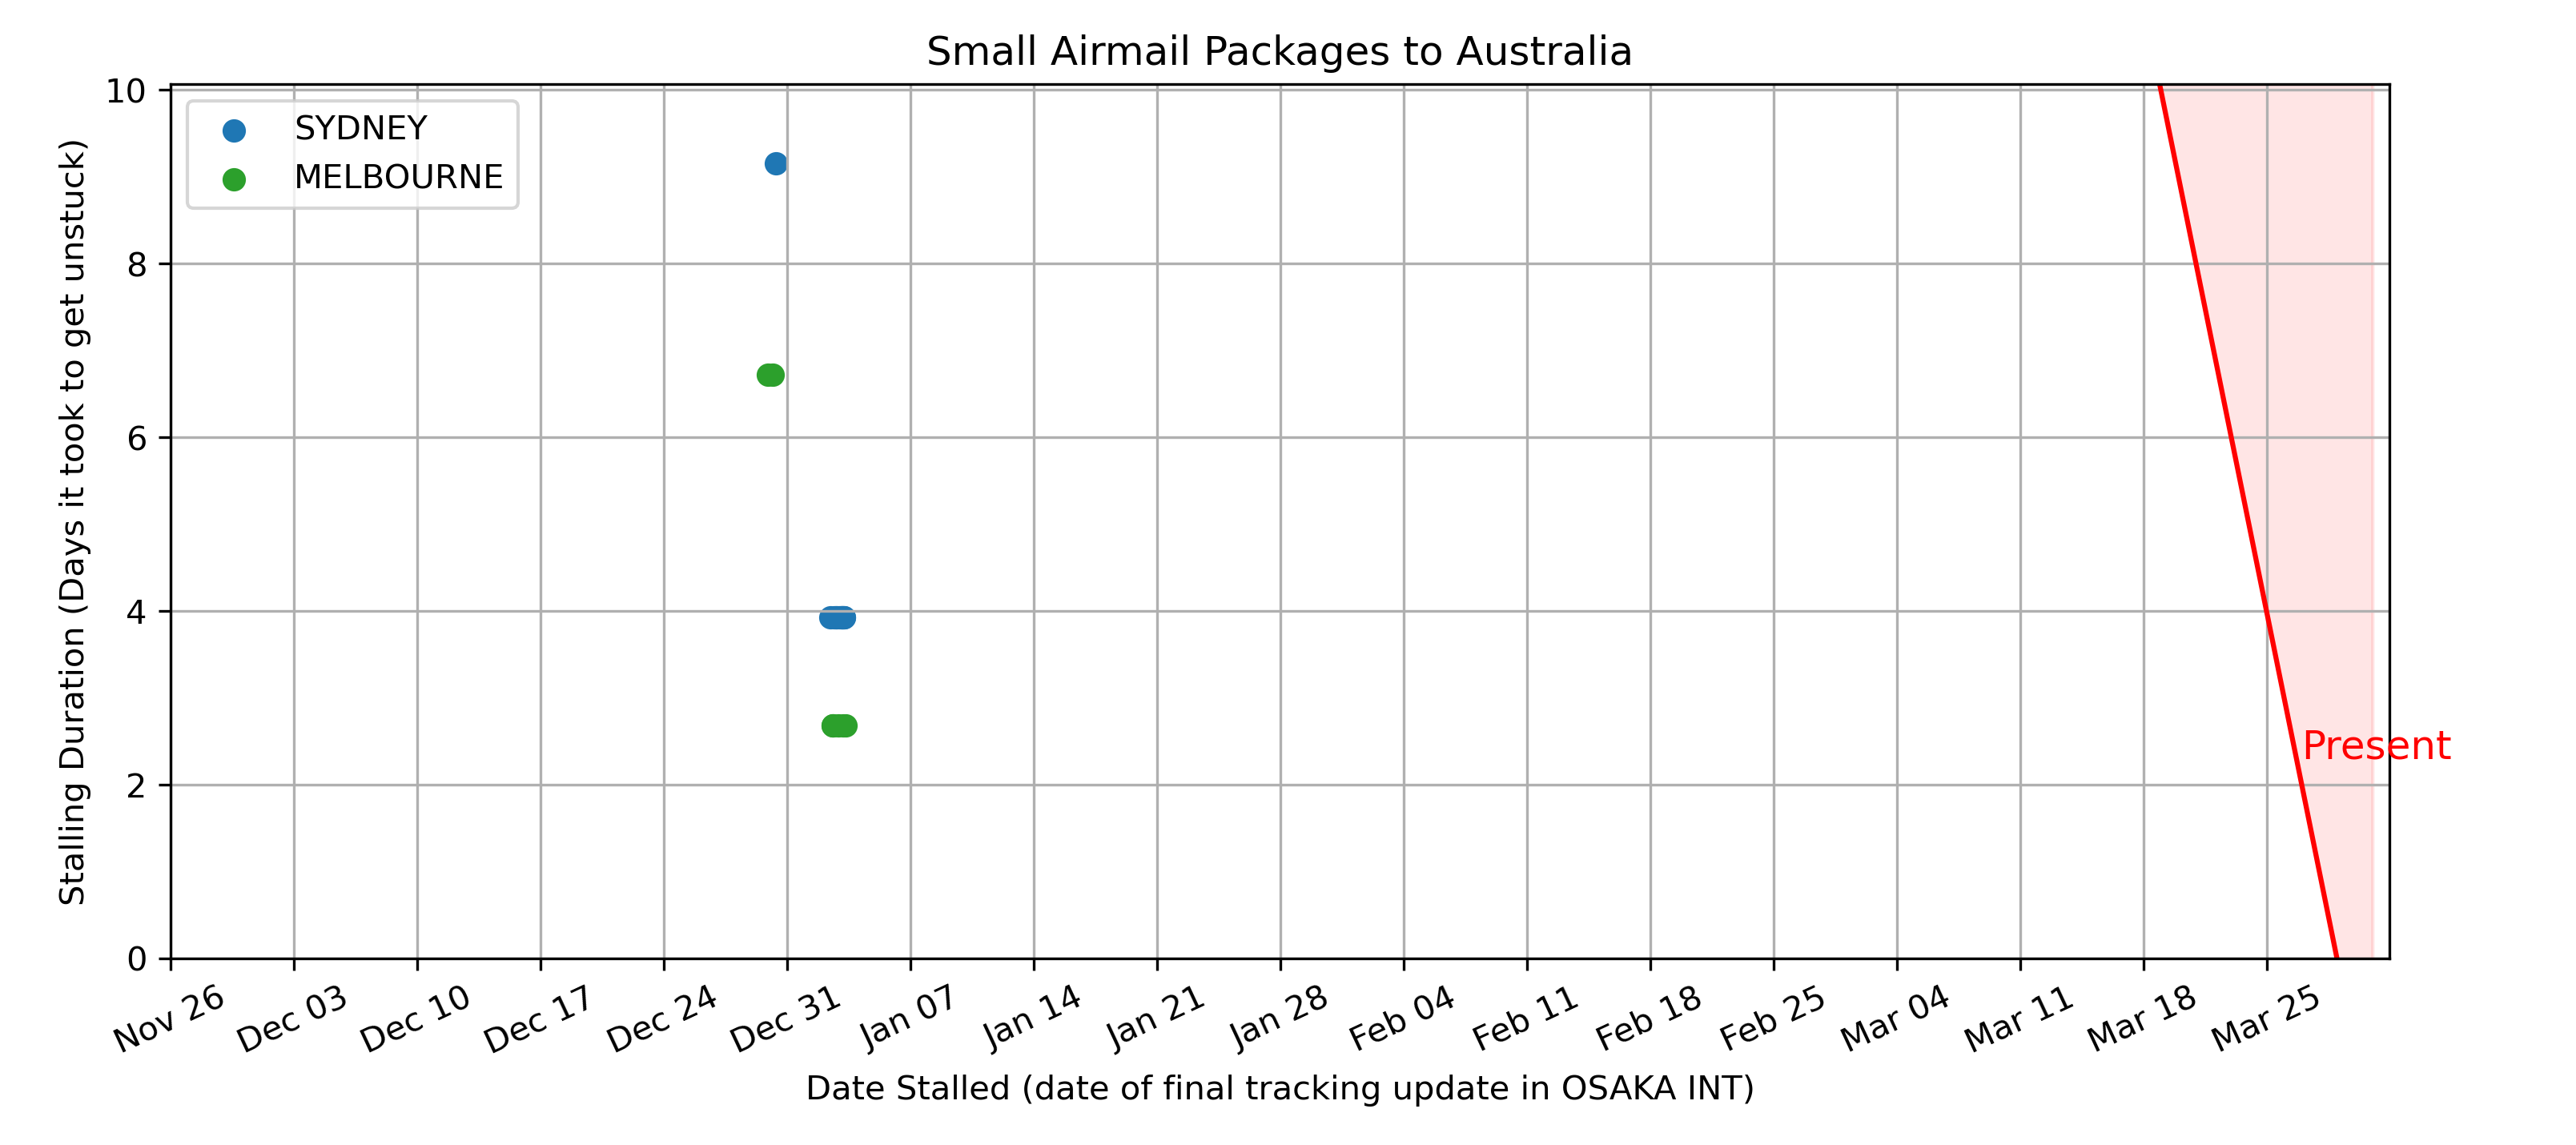 Small Airmail Packages to Australia
SYDNEY
MELBOURNE
Stalling Duration (Days it took to get unstuck)
10
8
6
4
2
0
Present
Nov 26
Dec 03
Dec 10
Dec 17
Dec 24
Dec 31
Jan 07
Jan 14
Jan 21
Jan 28
Feb 04
Feb 11
Feb 18
Feb 25
Mar 04
Mar 11
Mar 18
Mar 25
Date Stalled (date of final tracking update in OSAKA INT)